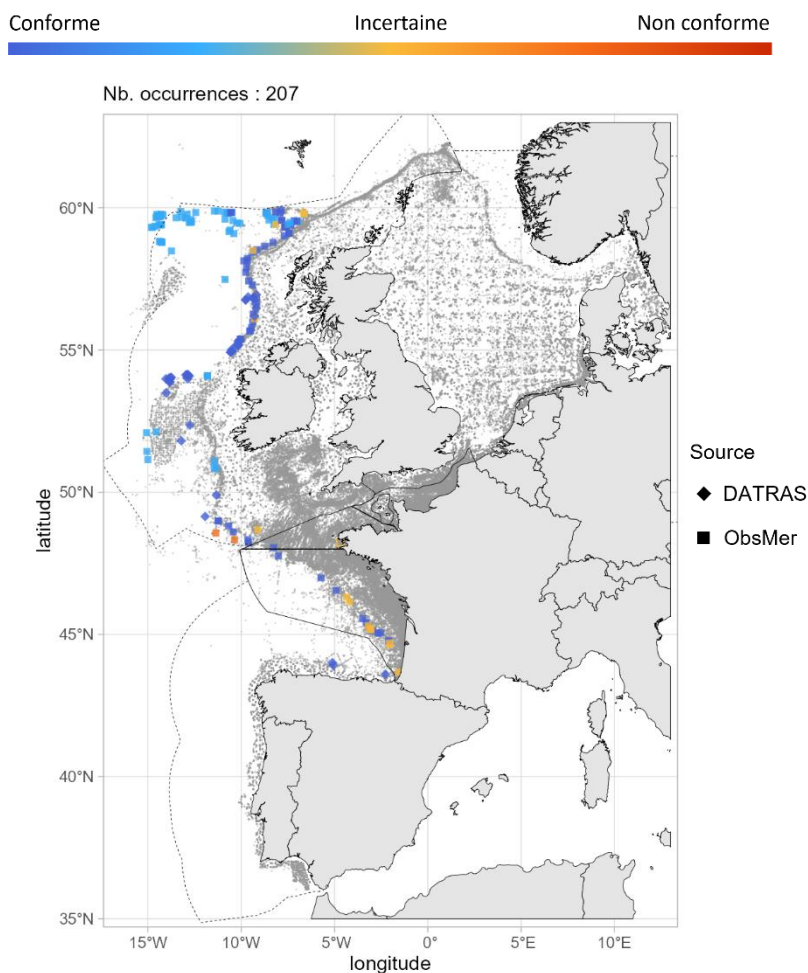 Conforme Incertaine Non conforme
Nb. occurrences : 207
60°N
55°N
50°N
45°N
40°N
35°N
latitude
15°W 10°W 5°W 0° 5°E 10°E
longitude
Source
DATRAS
ObsMer